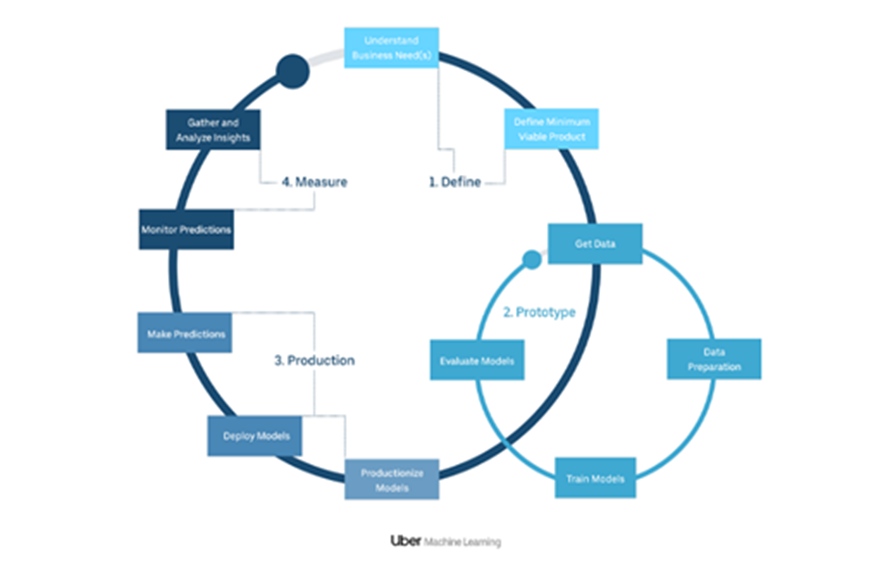 Understand
Business Need(s)
Define Minimum
Viable Product
Gather and
Analyze Insights
4. Measure
1. Define
Monitor Predictions
Get Data
2. Prototype
Make Predictions
3. Production
Evaluate Models
Data
Preparation
Deploy Models
Productionize
Models
Train Models
Uber Machine Learning